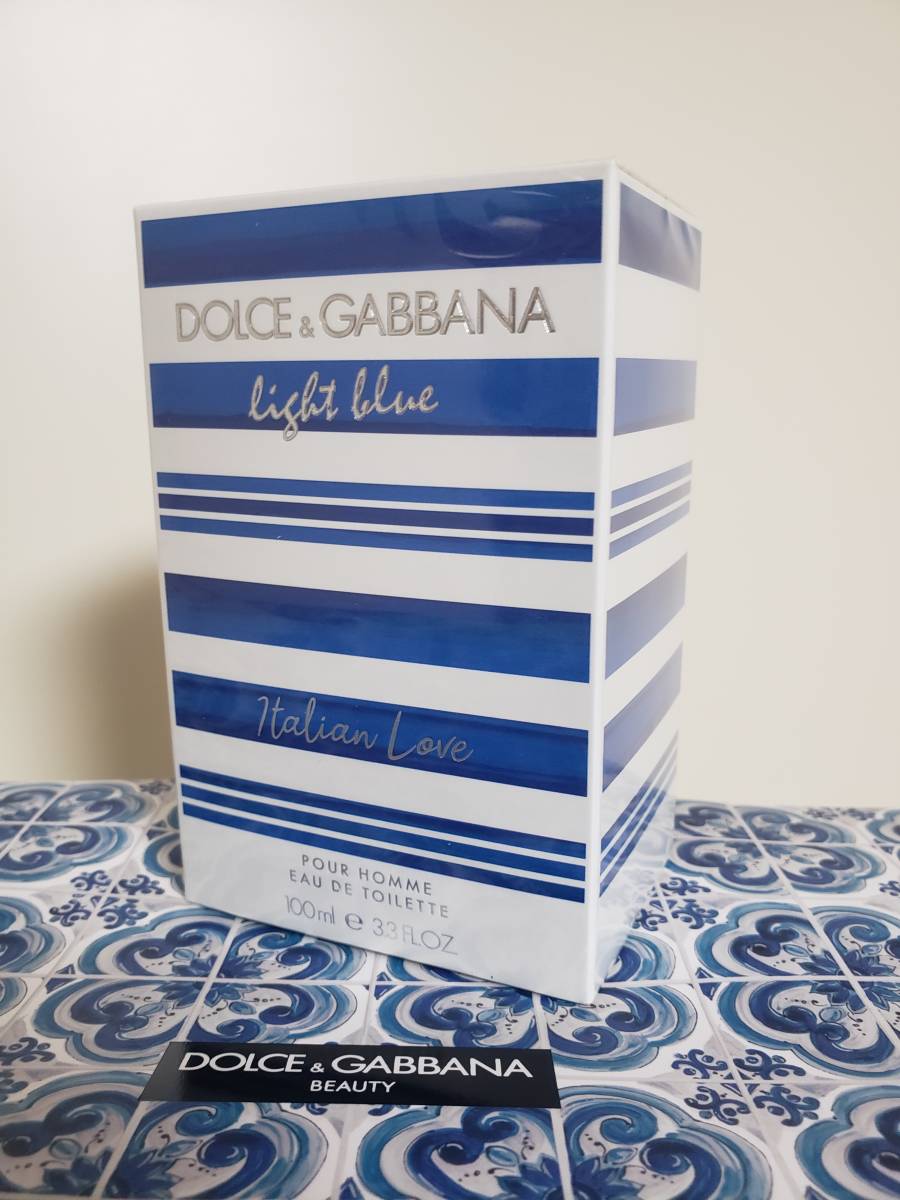 DOLCE & GABBANA
light blue
Italian Love
POUR HOMME
EAU DE TOILETTE
100ml e 3.3 FL.OZ
DOLCE & GABBANA
BEAUTY